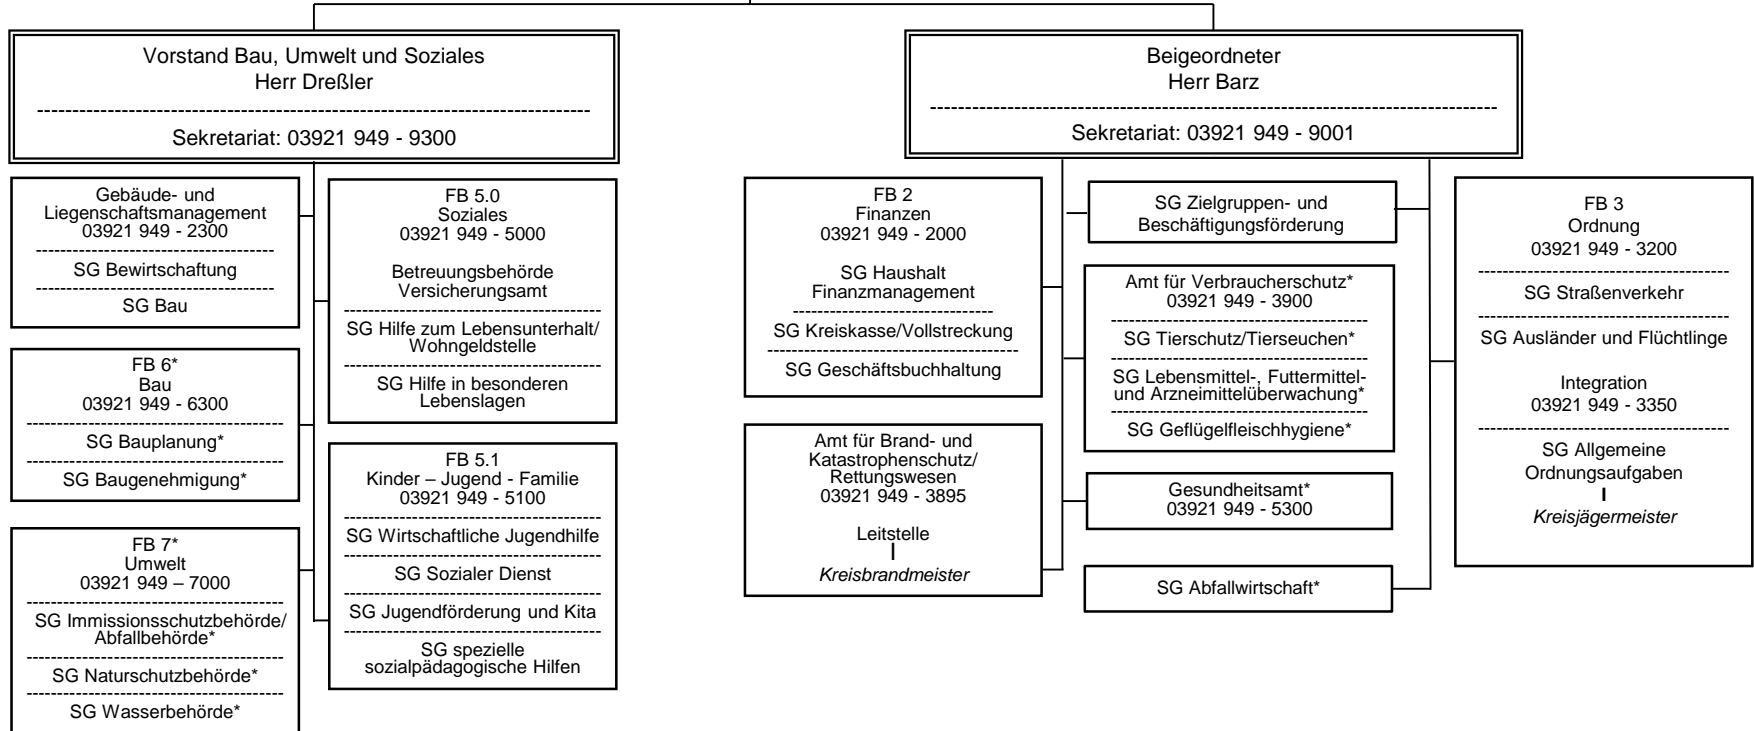 Vorstand Bau, Umwelt und Soziales
Herr Dreßler
Sekretariat: 03921 949 - 9300
Gebäude- und
Liegenschaftsmanagement
03921 949 - 2300
SG Bewirtschaftung
SG Bau
FB 6*
Bau
03921 949 - 6300
SG Bauplanung*
SG Baugenehmigung*
FB 7*
Umwelt
03921 949 – 7000
SG Immissionsschutzbehörde/
Abfallbehörde*
SG Naturschutzbehörde*
SG Wasserbehörde*
FB 5.0
Soziales
03921 949 - 5000
Betreuungsbehörde
Versicherungsamt
SG Hilfe zum Lebensunterhalt/
Wohngeldstelle
SG Hilfe in besonderen
Lebenslagen
FB 5.1
Kinder – Jugend - Familie
03921 949 - 5100
SG Wirtschaftliche Jugendhilfe
SG Sozialer Dienst
SG Jugendförderung und Kita
SG spezielle
sozialpädagogische Hilfen
Beigeordneter
Herr Barz
Sekretariat: 03921 949 - 9001
FB 2
Finanzen
03921 949 - 2000
SG Haushalt
Finanzmanagement
SG Kreiskasse/Vollstreckung
SG Geschäftsbuchhaltung
Amt für Brand- und
Katastrophenschutz/
Rettungswesen
03921 949 - 3895
Leitstelle
Kreisbrandmeister
SG Zielgruppen- und
Beschäftigungsförderung
Amt für Verbraucherschutz*
03921 949 - 3900
SG Tierschutz/Tierseuchen*
SG Lebensmittel-, Futtermittel-
und Arzneimittelüberwachung*
SG Geflügelfleischhygiene*
Gesundheitsamt*
03921 949 - 5300
SG Abfallwirtschaft*
FB 3
Ordnung
03921 949 - 3200
SG Straßenverkehr
SG Ausländer und Flüchtlinge
Integration
03921 949 - 3350
SG Allgemeine
Ordnungsaufgaben
Kreisjägermeister